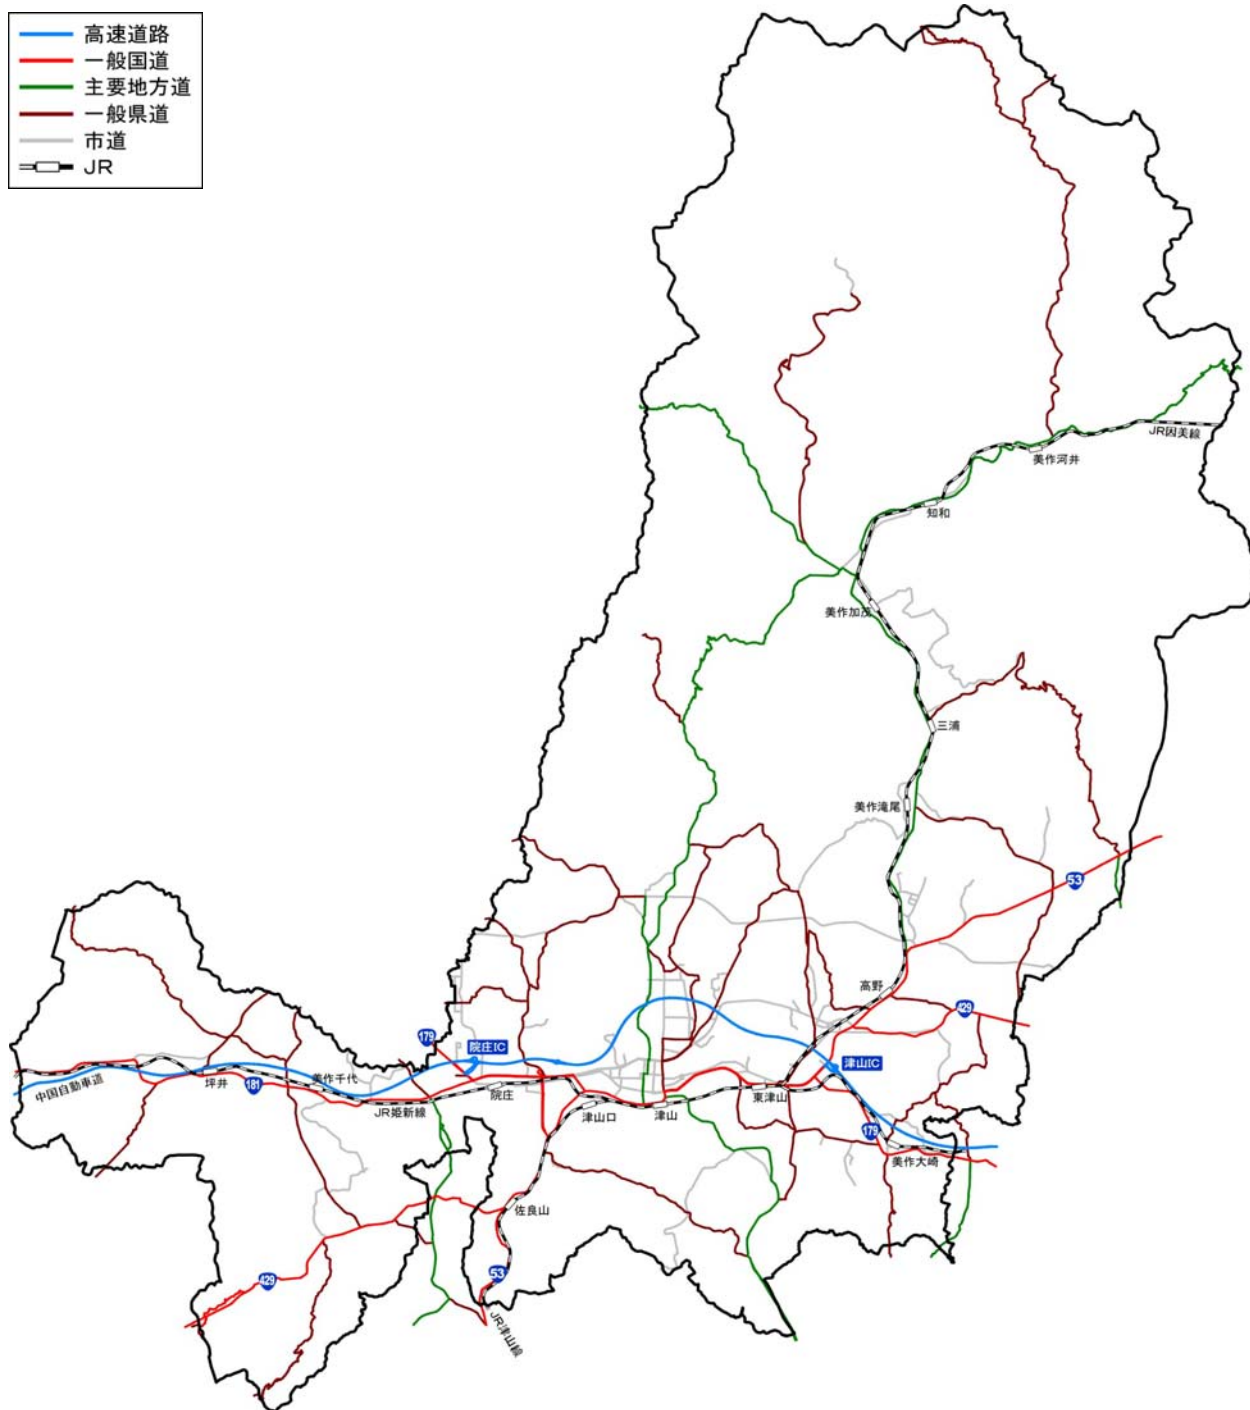 高速道路
一般国道
主要地方道
一般県道
市道
JR
JR因美線
美作河井
知和
美作加茂
三浦
美作滝尾
53
高野
429
179
院庄IC
津山IC
中国自動車道
坪井
181
美作千代
JR姫新線
院庄
津山口
津山
東津山
179
美作大崎
佐良山
429
53
JR津山線